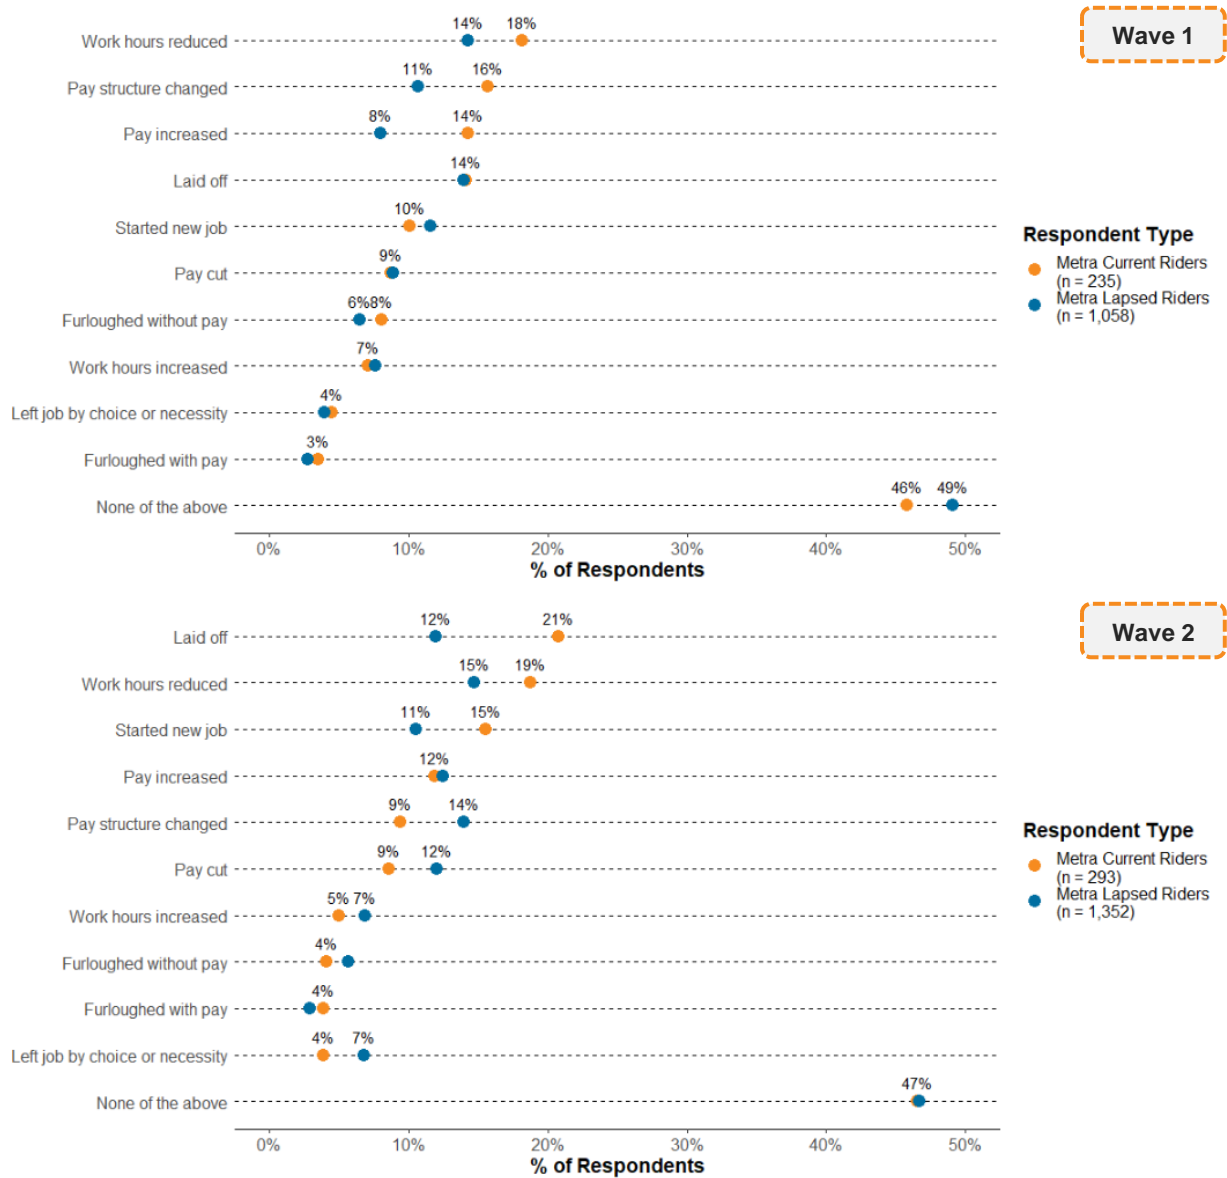 Wave 1
14% 18%
Work hours reduced
11% 16%
Pay structure changed
8% 14%
Pay increased
14%
Laid off
10%
Started new job
9%
Pay cut
6%8%
Furloughed without pay
7%
Work hours increased
4%
Left job by choice or necessity
3%
Furloughed with pay
46% 49%
None of the above
0% 10% 20% 30% 40% 50%
% of Respondents
Respondent Type
Metra Current Riders
(n = 235)
Metra Lapsed Riders
(n = 1,058)
Wave 2
12% 21%
Laid off
15% 19%
Work hours reduced
11% 15%
Started new job
12%
Pay increased
9% 14%
Pay structure changed
9% 12%
Pay cut
5% 7%
Work hours increased
4%
Furloughed without pay
4%
Furloughed with pay
4% 7%
Left job by choice or necessity
47%
None of the above
0% 10% 20% 30% 40% 50%
% of Respondents
Respondent Type
Metra Current Riders
(n = 293)
Metra Lapsed Riders
(n = 1,352)